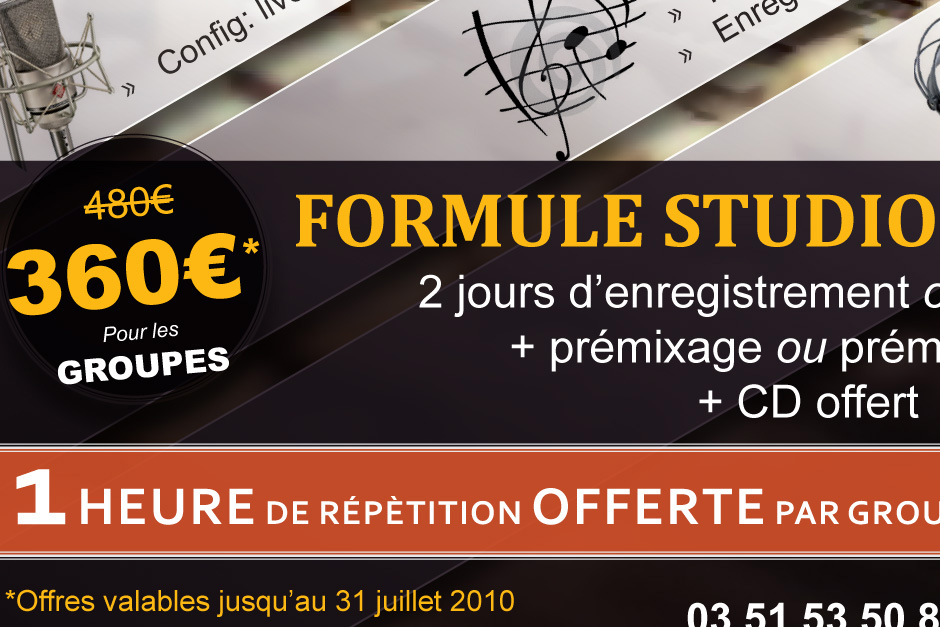 » Config: live
»
» Enreg
480€
360€*
Pour les
GROUPES
FORMULE STUDIO
2 jours d’enregistrement o
+ prémixage ou prém
+ CD offert
1 HEURE DE RÉPÈTITION OFFERTE PAR GROU
*Offres valables jusqu’au 31 juillet 2010
03 51 53 50 8